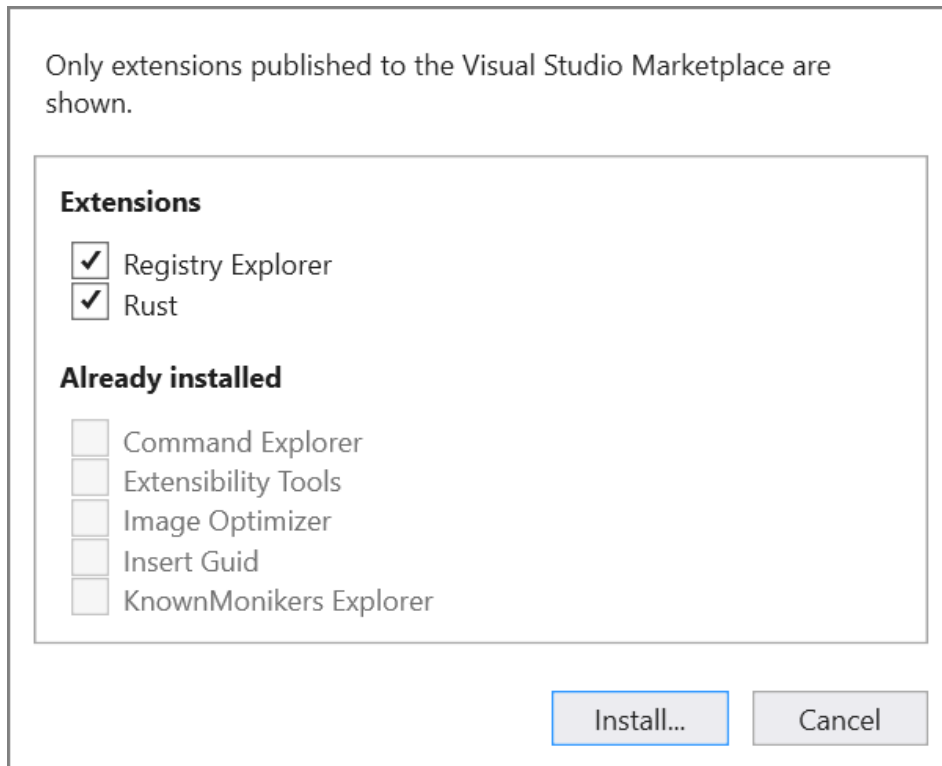 Only extensions published to the Visual Studio Marketplace are
shown.
Extensions
Registry Explorer
Rust
Already installed
Command Explorer
Extensibility Tools
Image Optimizer
Insert Guid
KnownMonikers Explorer
Install...
Cancel